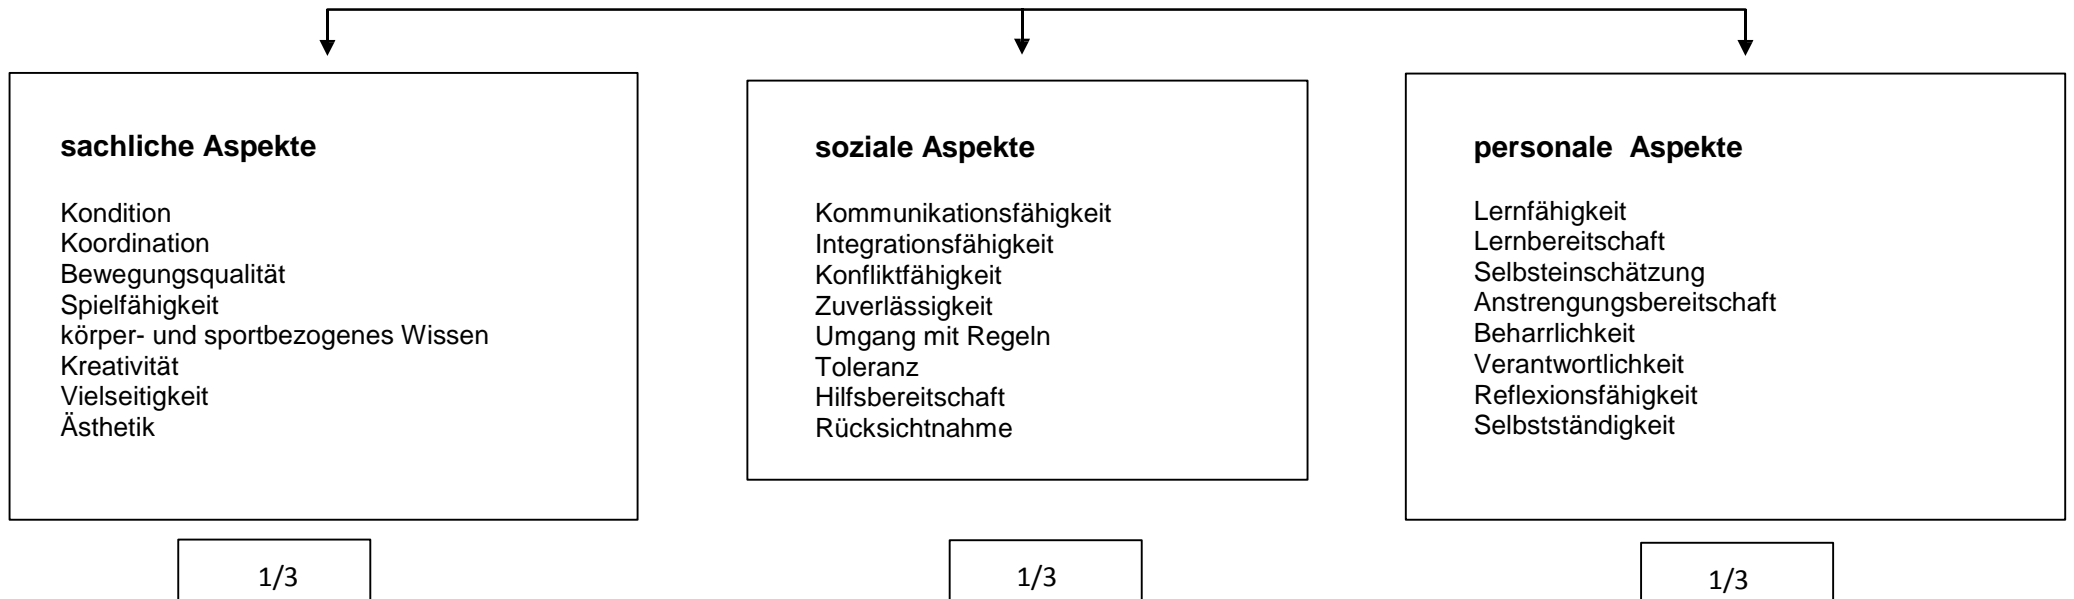 sachliche Aspekte
Kondition
Koordination
Bewegungsqualität
Spielfähigkeit
körper- und sportbezogenes Wissen
Kreativität
Vielseitigkeit
Ästhetik
1/3
soziale Aspekte
Kommunikationsfähigkeit
Integrationsfähigkeit
Konfliktfähigkeit
Zuverlässigkeit
Umgang mit Regeln
Toleranz
Hilfsbereitschaft
Rücksichtnahme
1/3
personale Aspekte
Lernfähigkeit
Lernbereitschaft
Selbsteinschätzung
Anstrengungsbereitschaft
Beharrlichkeit
Verantwortlichkeit
Reflexionsfähigkeit
Selbstständigkeit
1/3